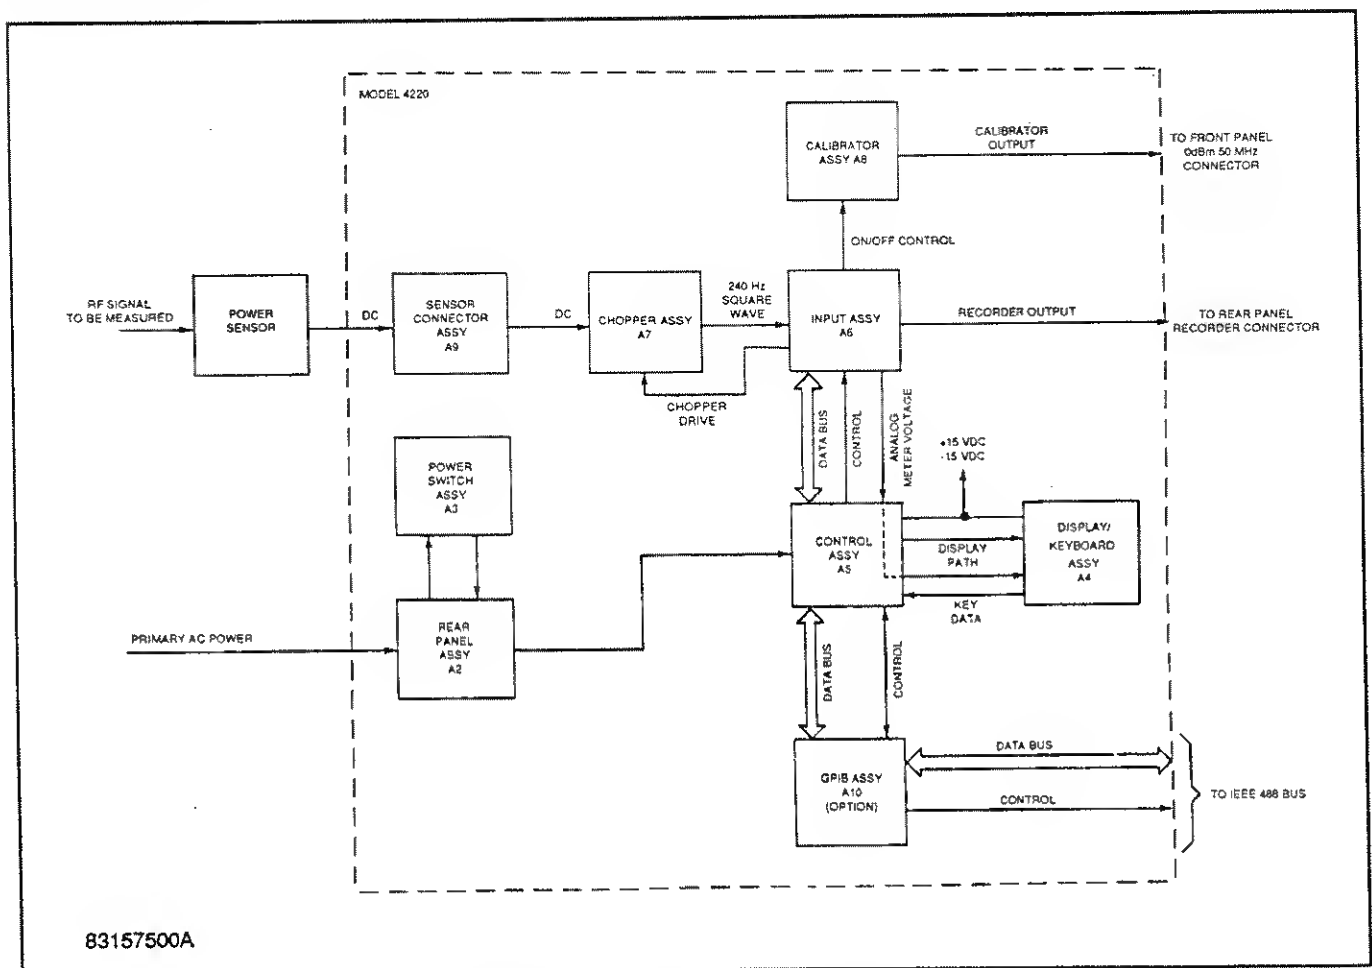 MODEL 4220
CALIBRATOR
ASSY A8
CALIBRATOR
OUTPUT
TO FRONT PANEL
0dBm 50 MHz
CONNECTOR
ON/OFF CONTROL
RF SIGNAL
TO BE MEASURED
POWER
SENSOR
DC
SENSOR
CONNECTOR
ASSY
A9
DC
CHOPPER ASSY
A7
240 Hz
SQUARE
WAVE
INPUT ASSY
A6
RECORDER OUTPUT
TO REAR PANEL
RECORDER CONNECTOR
CHOPPER
DRIVE
DATA BUS
CONTROL
ANALOG
METER VOLTAGE
+15 VDC
-15 VDC
POWER
SWITCH
ASSY
A3
CONTROL
ASSY
A5
DISPLAY
PATH
DISPLAY/
KEYBOARD
ASSY
A4
KEY
DATA
PRIMARY AC POWER
REAR
PANEL
ASSY
A2
DATA BUS
CONTROL
GPIB ASSY
A10
(OPTION)
DATA BUS
CONTROL
TO IEEE 488 BUS
83157500A